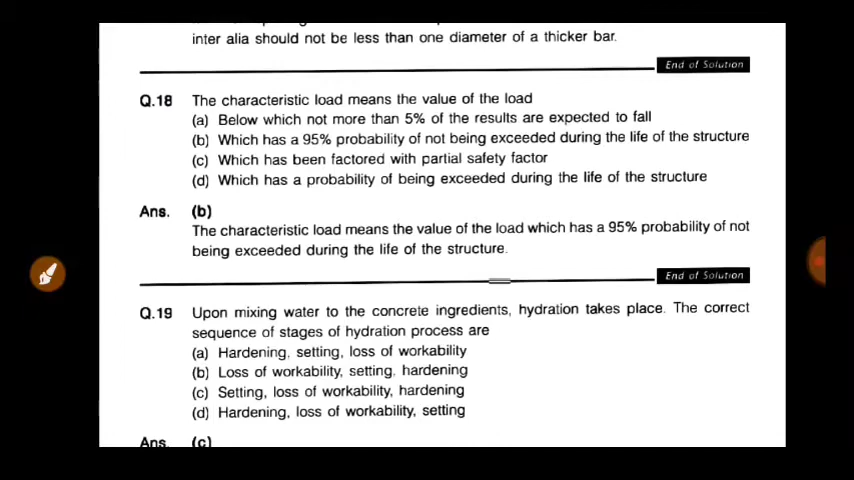 inter alia should not be less than one diameter of a thicker bar.
End of Solution
Q.18 The characteristic load means the value of the load
(a) Below which not more than 5% of the results are expected to fall
(b) Which has a 95% probability of not being exceeded during the life of the structure
(c) Which has been factored with partial safety factor
(d) Which has a probability of being exceeded during the life of the structure
Ans. (b)
The characteristic load means the value of the load which has a 95% probability of not
being exceeded during the life of the structure.
End of Solution
Q.19 Upon mixing water to the concrete ingredients, hydration takes place. The correct
sequence of stages of hydration process are
(a) Hardening, setting, loss of workability
(b) Loss of workability, setting, hardening
(c) Setting, loss of workability, hardening
(d) Hardening, loss of workability, setting
Ans. (c)